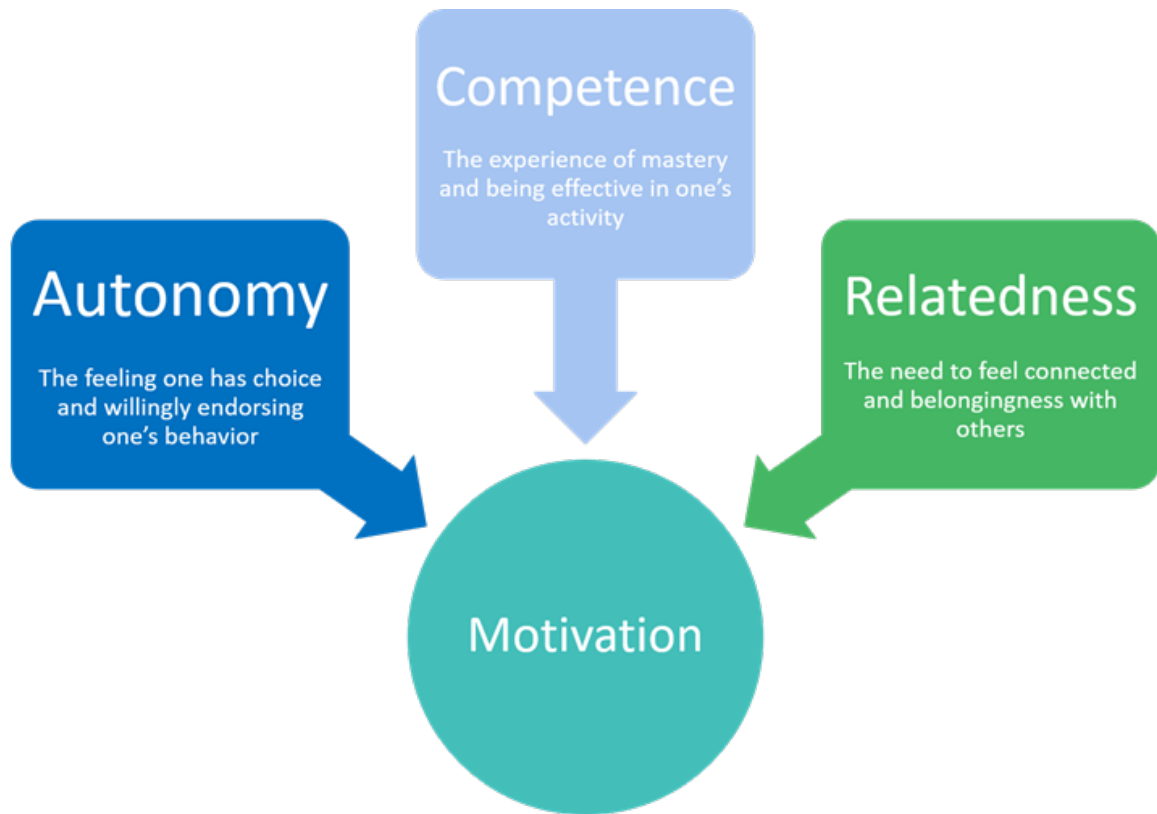 Competence
The experience of mastery
and being effective in one’s
activity
Autonomy
The feeling one has choice
and willingly endorsing
one’s behavior
Relatedness
The need to feel connected
and belongingness with
others
Motivation